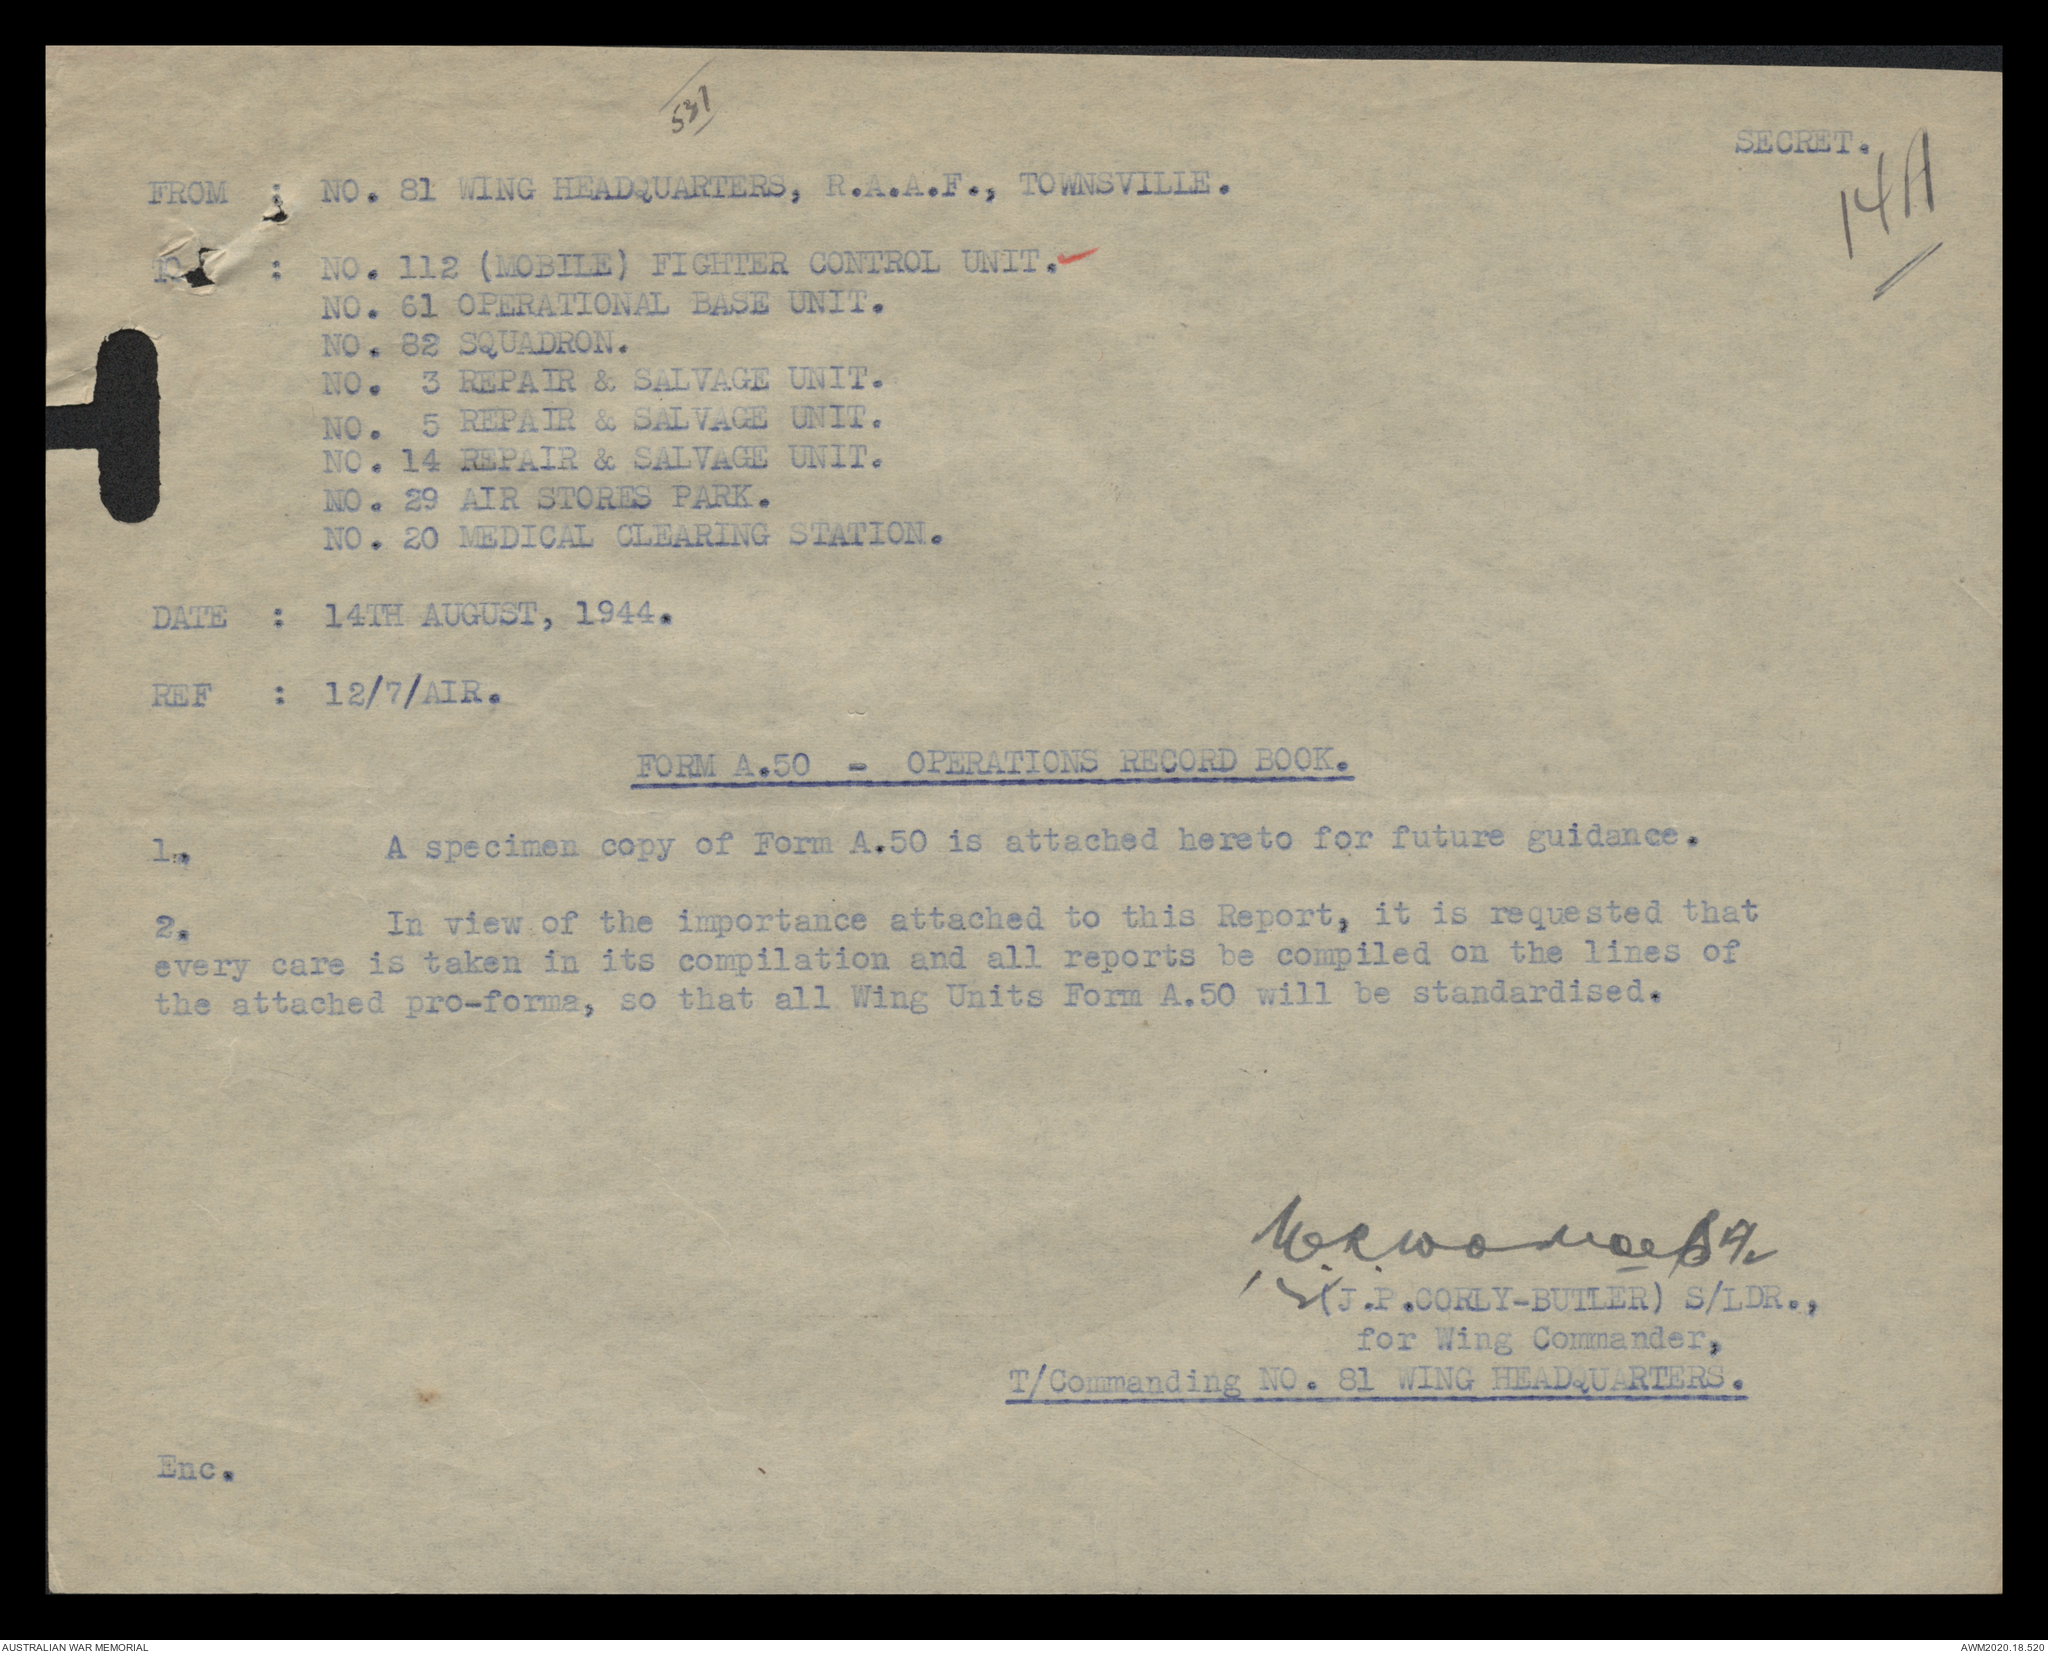 531
SECRET.
14A
FROM : NO. 81 WING HEADQUARTERS, R.A.A.F., TOWNSVILLE.
TO : NO. 112 (MOBILE) FIGHTER CONTROL UNIT.
NO. 61 OPERATIONAL BASE UNIT.
NO. 82 SQUADRON.
NO. 3 REPAIR & SALVAGE UNIT.
NO. 5 REPAIR & SALVAGE UNIT.
NO. 14 REPAIR & SALVAGE UNIT.
NO. 29 AIR STORES PARK.
NO. 20 MEDICAL CLEARING STATION.
DATE : 14TH AUGUST, 1944.
REF : 12/7/AIR.
FORM A.50 - OPERATIONS RECORD BOOK.
1. A specimen copy of Form A.50 is attached hereto for future guidance.
2. In view of the importance attached to this Report, it is requested that
every care is taken in its compilation and all reports be compiled on the lines of
the attached pro-forma, so that all Wing Units Form A.50 will be standardised.
(J.P.CORLY-BUTLER) S/LDR.,
for Wing Commander,
T/Commanding NO. 81 WING HEADQUARTERS.
Enc.
AUSTRALIAN WAR MEMORIAL
AWM2020.18.520